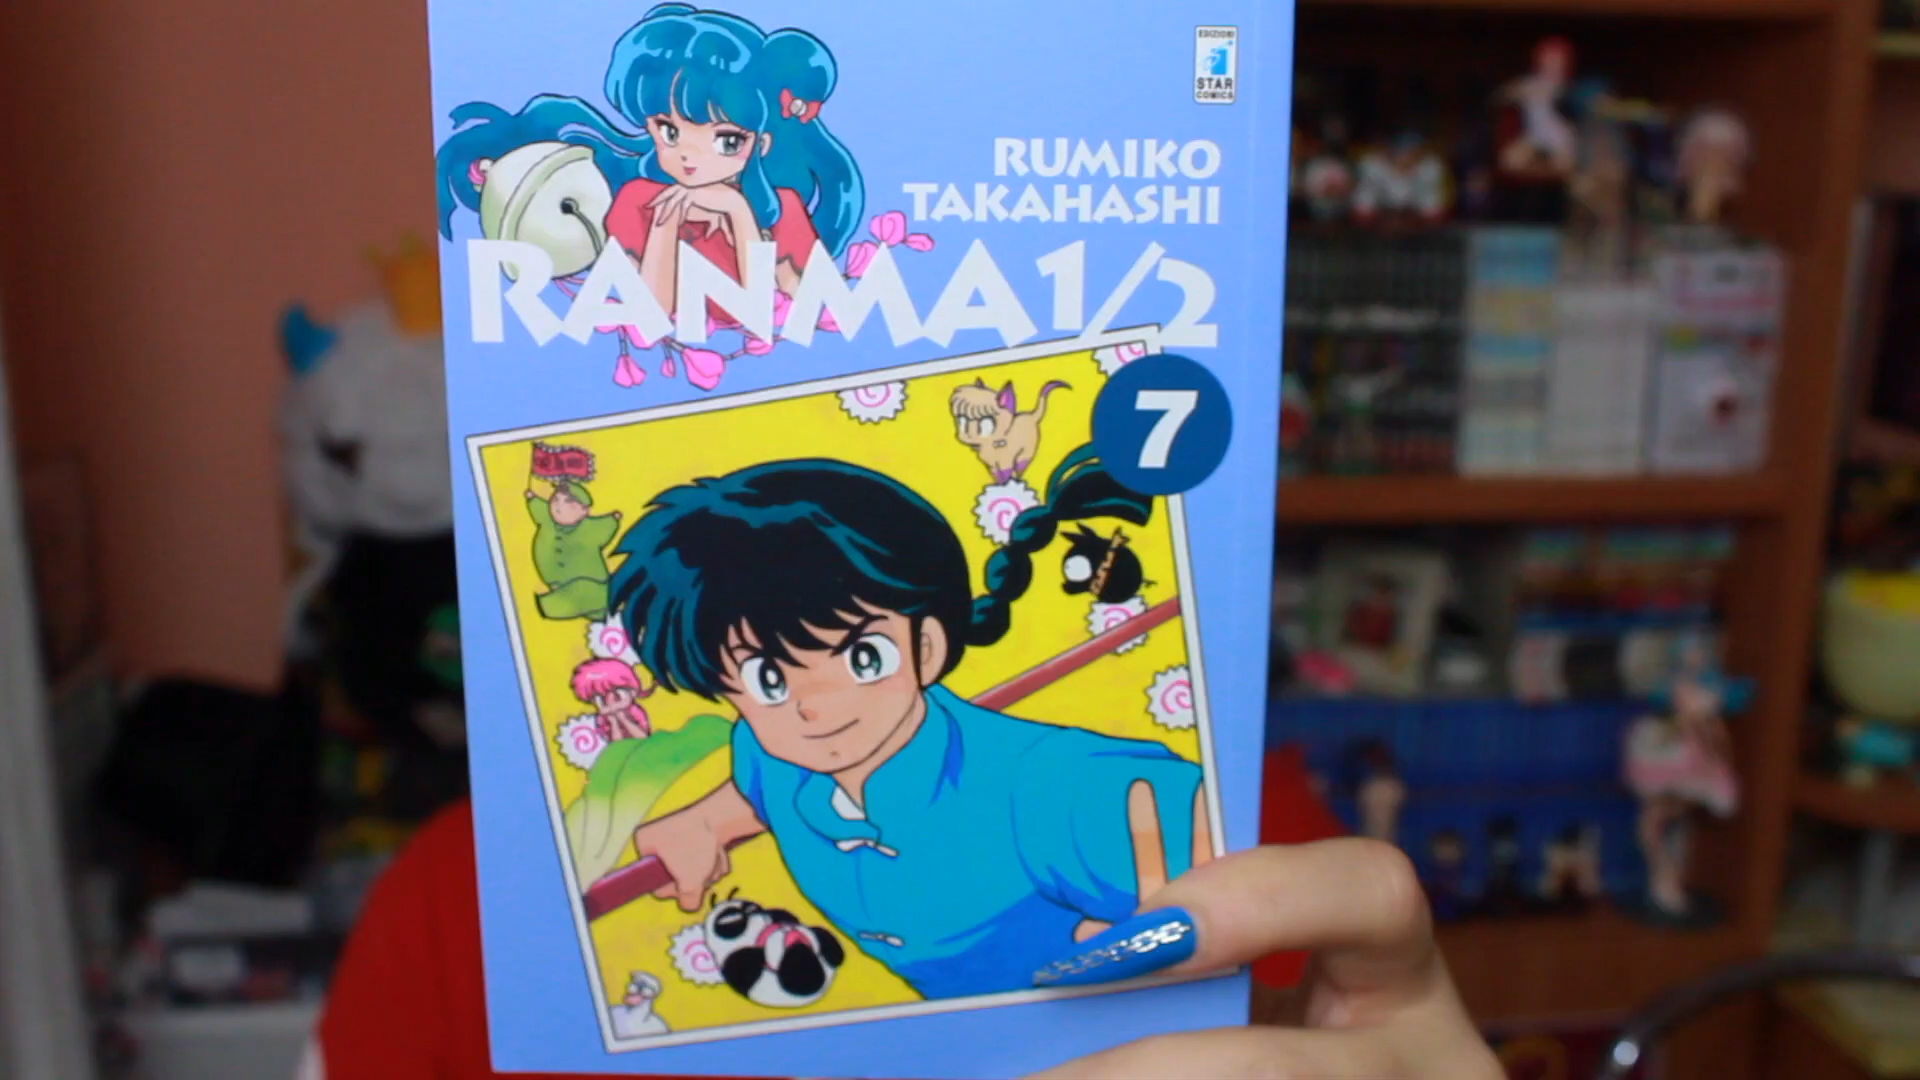 EDIZIONI
STAR
COMICS
RUMIKO
TAKAHASHI
RANMA 1/2
7